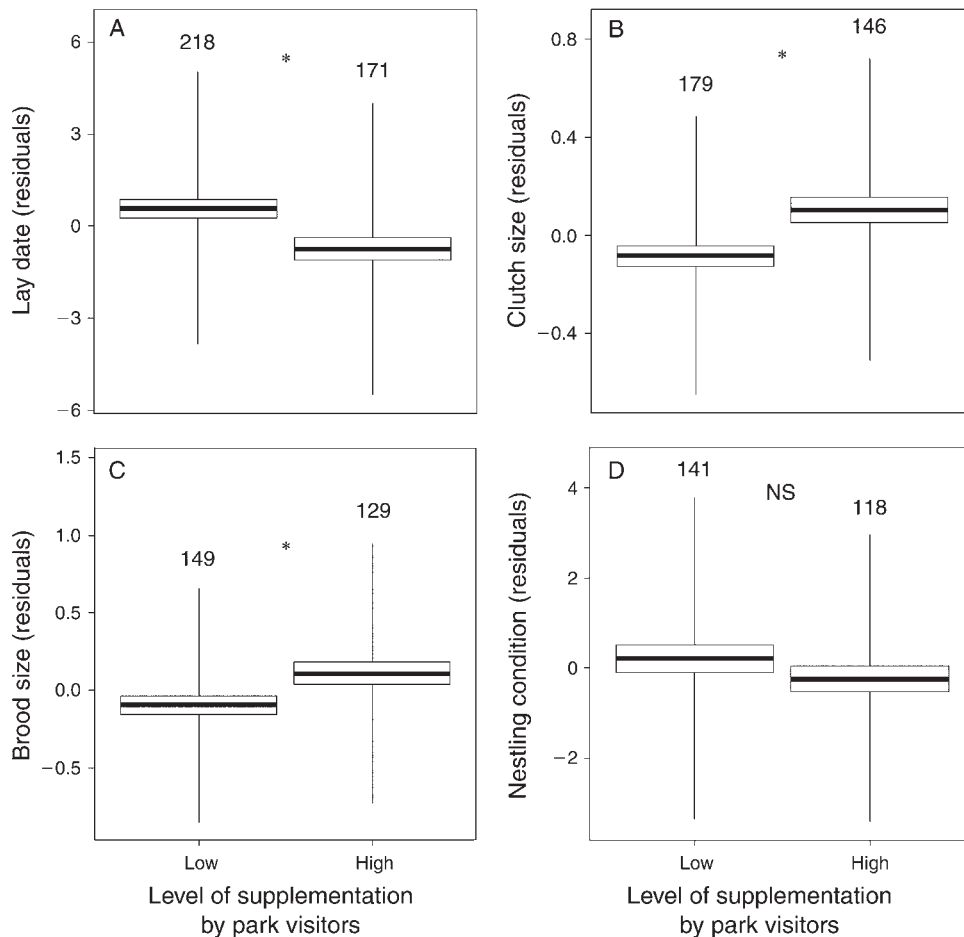 A
218
*
171
6
3
0
−3
−6
Lay date (residuals)
B
146
*
179
0.8
0.4
0.0
−0.4
Clutch size (residuals)
C
129
*
149
1.5
1.0
0.5
0.0
−0.5
Brood size (residuals)
Low
High
Level of supplementation
by park visitors
D
141
NS
118
4
2
0
−2
Nestling condition (residuals)
Low
High
Level of supplementation
by park visitors